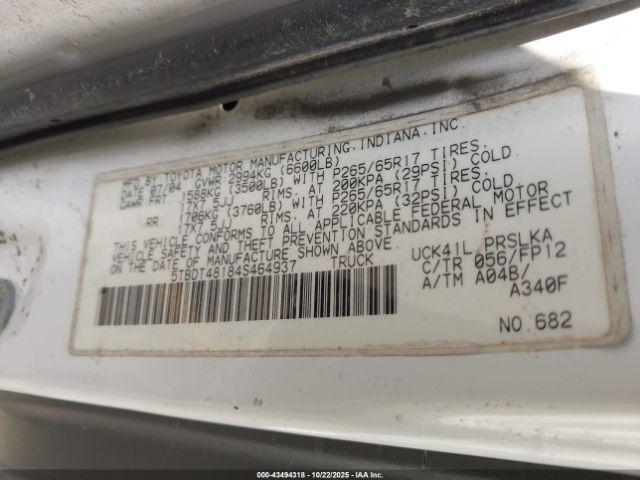 MFD. BY: TOYOTA MOTOR MANUFACTURING, INDIANA, INC.
DATE: 07/04 GVWR 2994KG (6600LB)
GAWR FRT 1588KG (3500LB) WITH P265/65R17 TIRES,
17X7.5JJ RIMS, AT 200KPA (29PSI) COLD.
RR 1706KG (3760LB) WITH P265/65R17 TIRES,
17X7.5JJ RIMS, AT 220KPA (32PSI) COLD.
THIS VEHICLE CONFORMS TO ALL APPLICABLE FEDERAL MOTOR
VEHICLE SAFETY AND THEFT PREVENTION STANDARDS IN EFFECT
ON THE DATE OF MANUFACTURE SHOWN ABOVE.
5TBDT48184S464937 TRUCK
UCK41L PRSLKA
C/TR 056/FP12
A/TM A04B/
A340F
NO.682
000-43494318 - 10/22/2025 - IAAI.COM